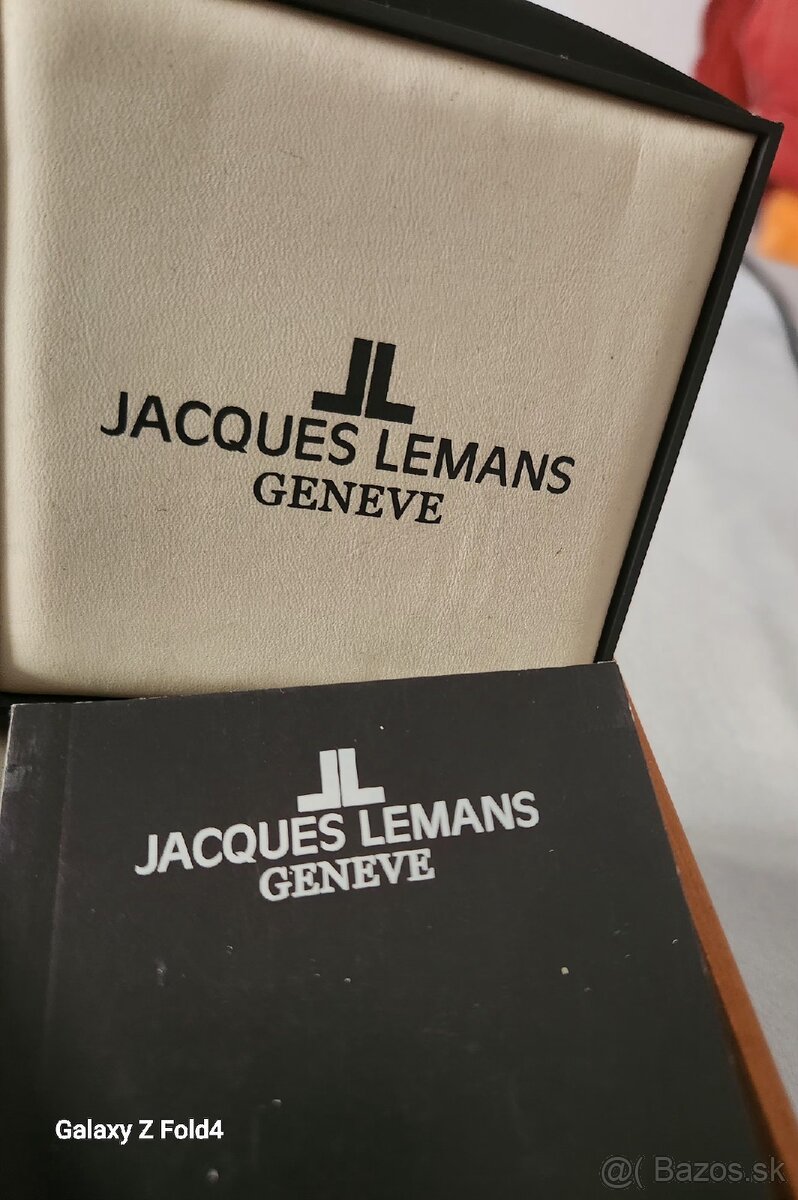 JL
JACQUES LEMANS
GENEVE
JL
JACQUES LEMANS
GENEVE
Galaxy Z Fold4
@( Bazos.sk